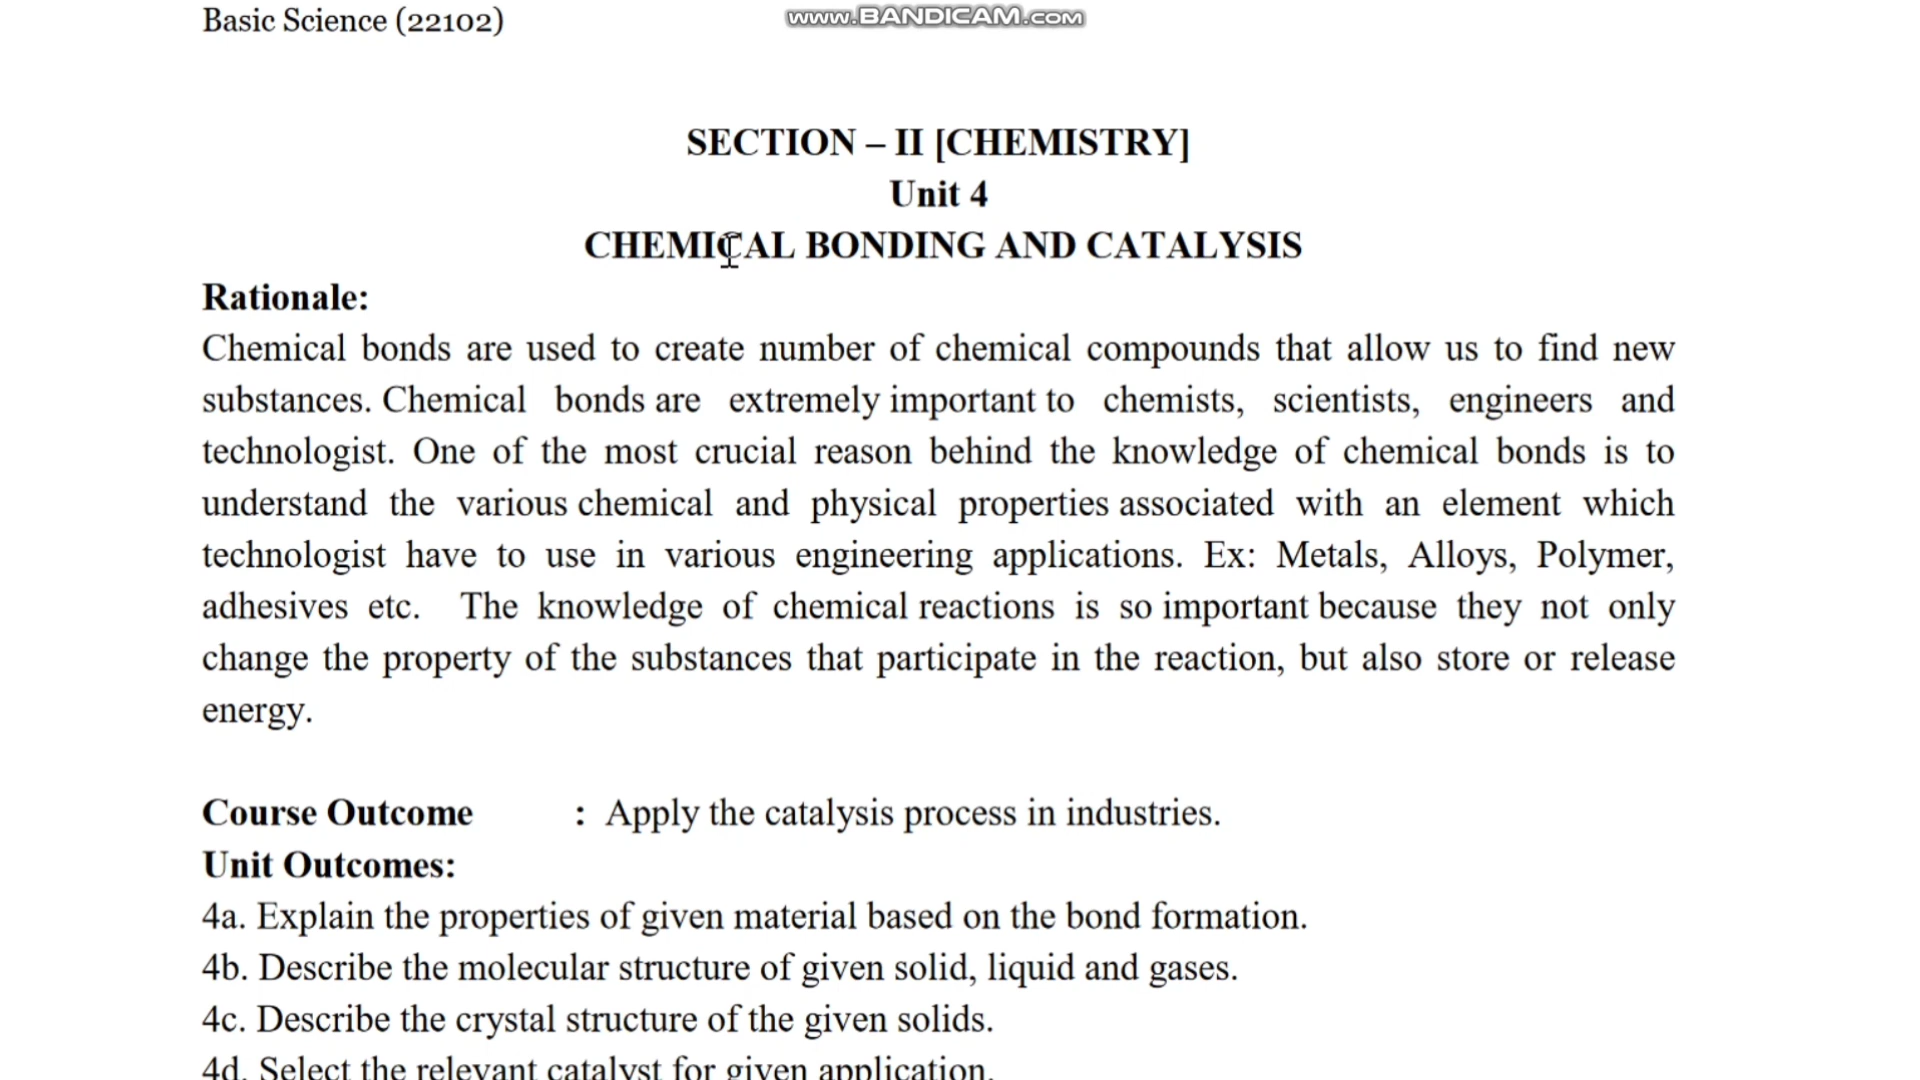 Basic Science (22102)
www.BANDICAM.com
SECTION – II [CHEMISTRY]
Unit 4
CHEMICAL BONDING AND CATALYSIS
Rationale:
Chemical bonds are used to create number of chemical compounds that allow us to find new
substances. Chemical bonds are extremely important to chemists, scientists, engineers and
technologist. One of the most crucial reason behind the knowledge of chemical bonds is to
understand the various chemical and physical properties associated with an element which
technologist have to use in various engineering applications. Ex: Metals, Alloys, Polymer,
adhesives etc. The knowledge of chemical reactions is so important because they not only
change the property of the substances that participate in the reaction, but also store or release
energy.
Course Outcome : Apply the catalysis process in industries.
Unit Outcomes:
4a. Explain the properties of given material based on the bond formation.
4b. Describe the molecular structure of given solid, liquid and gases.
4c. Describe the crystal structure of the given solids.
4d. Select the relevant catalyst for given application.